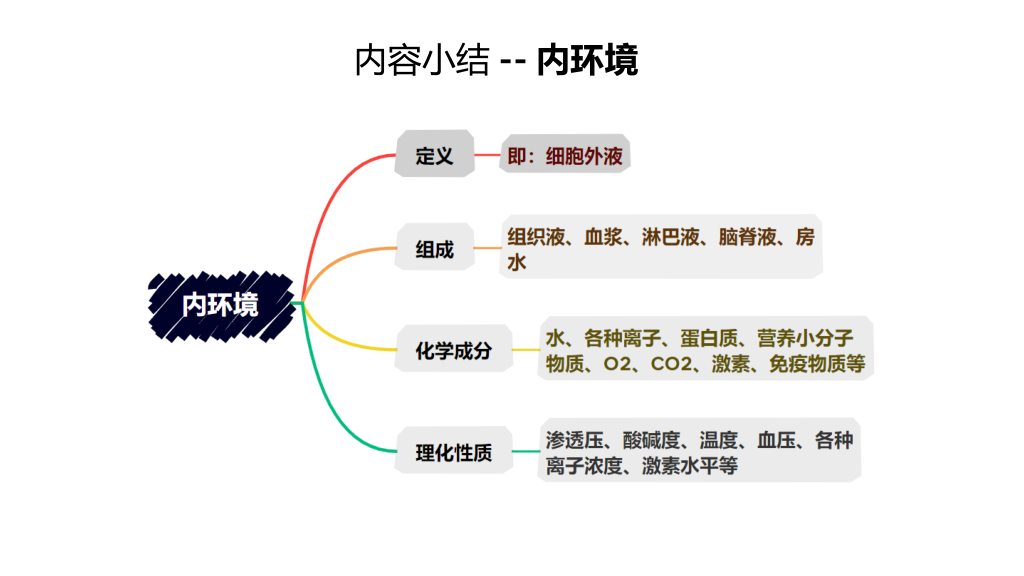 内容小结 -- 内环境
定义
即：细胞外液
组成
组织液、血浆、淋巴液、脑脊液、房
水
内环境
化学成分
水、各种离子、蛋白质、营养小分子
物质、O2、CO2、激素、免疫物质等
理化性质
渗透压、酸碱度、温度、血压、各种
离子浓度、激素水平等